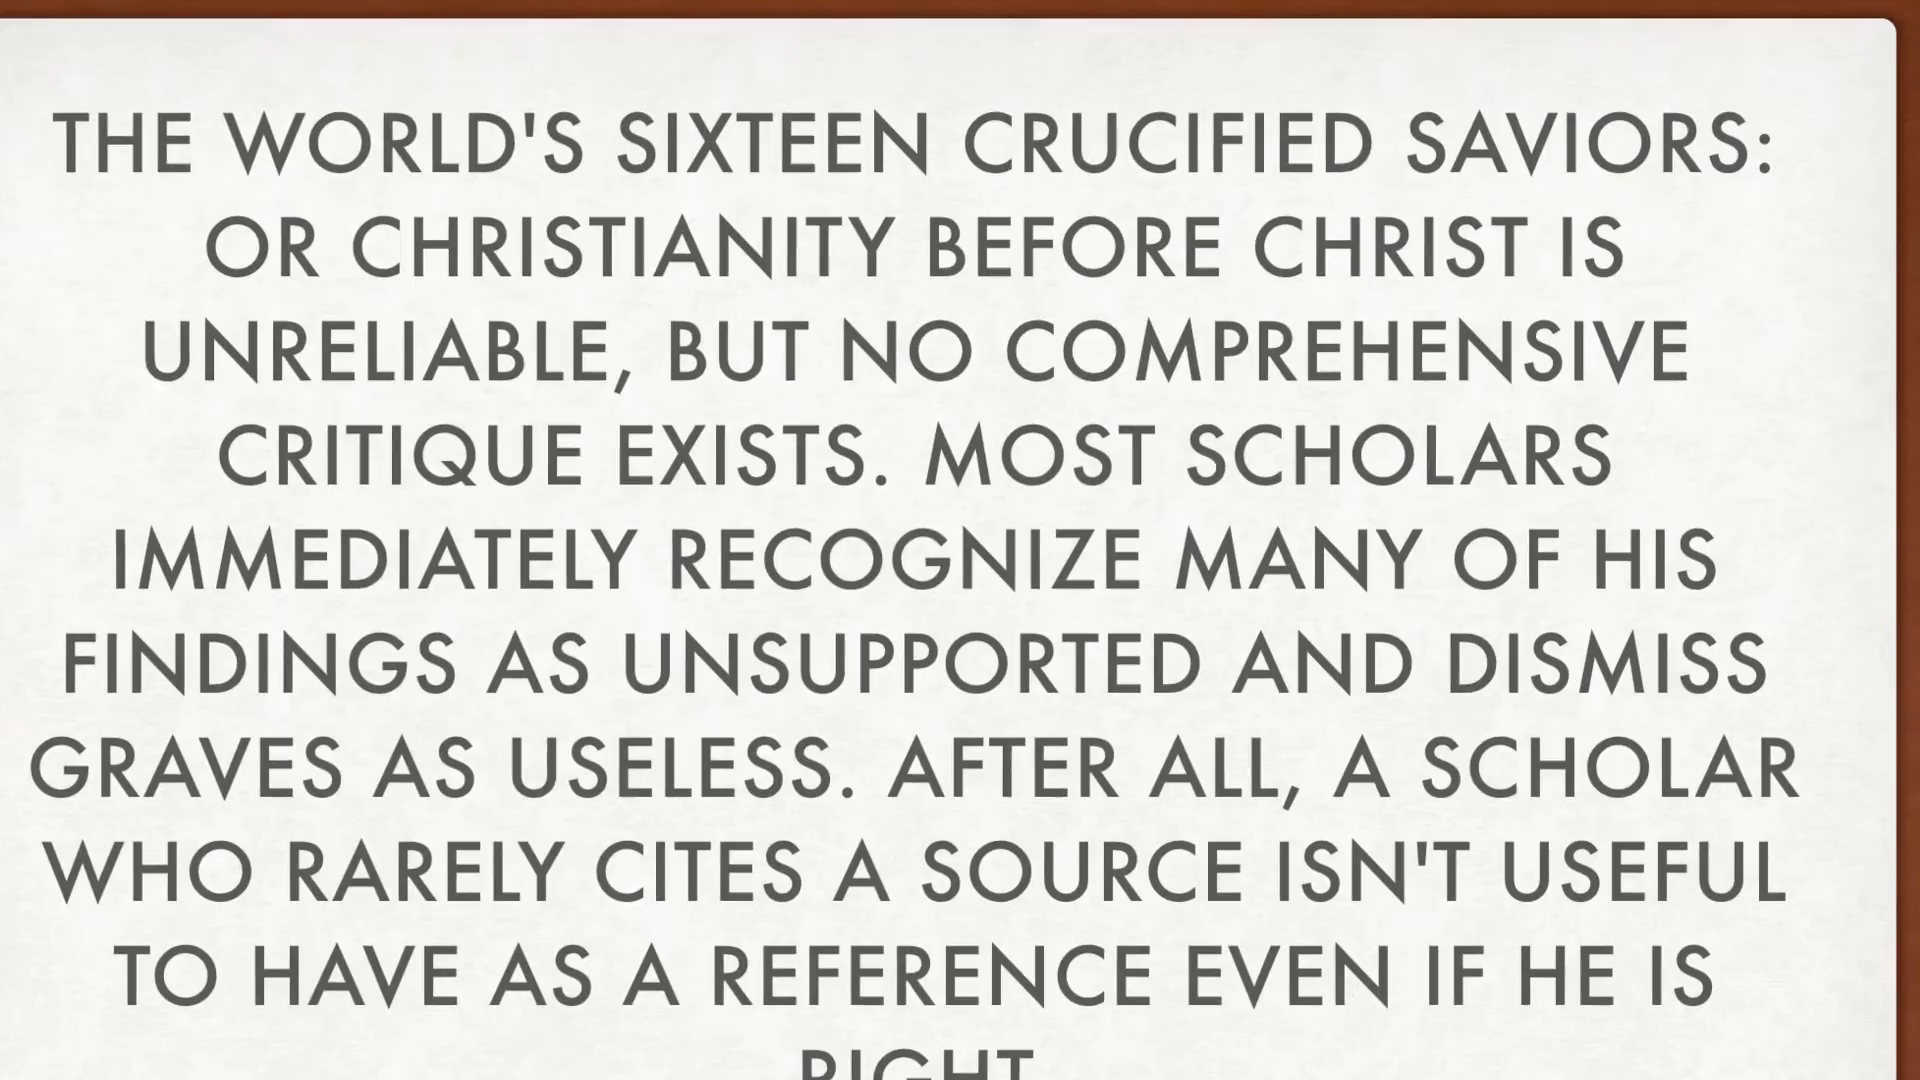 THE WORLD'S SIXTEEN CRUCIFIED SAVIORS:
OR CHRISTIANITY BEFORE CHRIST IS
UNRELIABLE, BUT NO COMPREHENSIVE
CRITIQUE EXISTS. MOST SCHOLARS
IMMEDIATELY RECOGNIZE MANY OF HIS
FINDINGS AS UNSUPPORTED AND DISMISS
GRAVES AS USELESS. AFTER ALL, A SCHOLAR
WHO RARELY CITES A SOURCE ISN'T USEFUL
TO HAVE AS A REFERENCE EVEN IF HE IS
RIGHT